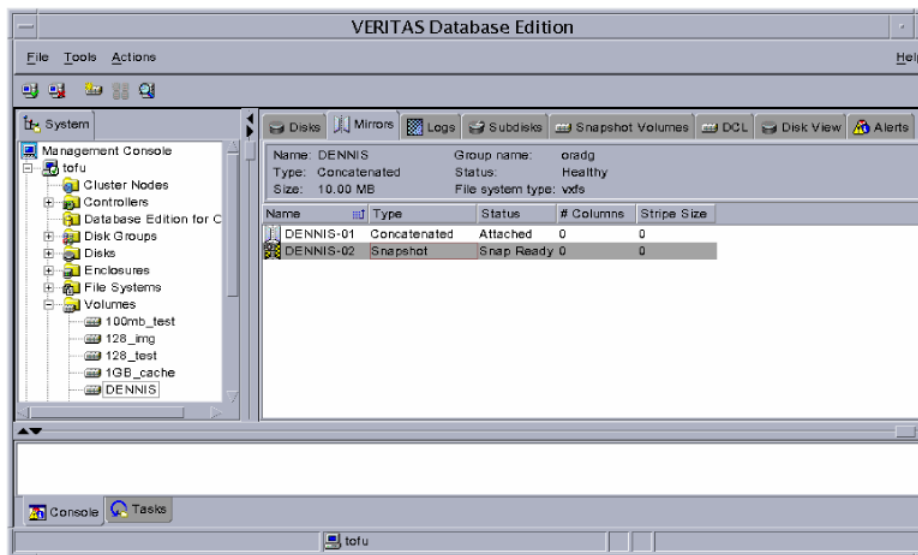 VERITAS Database Edition
File Tools Actions Help
System
Disks Mirrors Logs Subdisks Snapshot Volumes DCL Disk View Alerts
Management Console
tofu
Cluster Nodes
Controllers
Database Edition for O
Disk Groups
Disks
Enclosures
File Systems
Volumes
100mb_test
128_img
128_test
1GB_cache
DENNIS
Name: DENNIS Group name: oradg
Type: Concatenated Status: Healthy
Size: 10.00 MB File system type: vxfs
Name Type Status # Columns Stripe Size
DENNIS-01 Concatenated Attached 0 0
DENNIS-02 Snapshot Snap Ready 0 0
Console Tasks
tofu